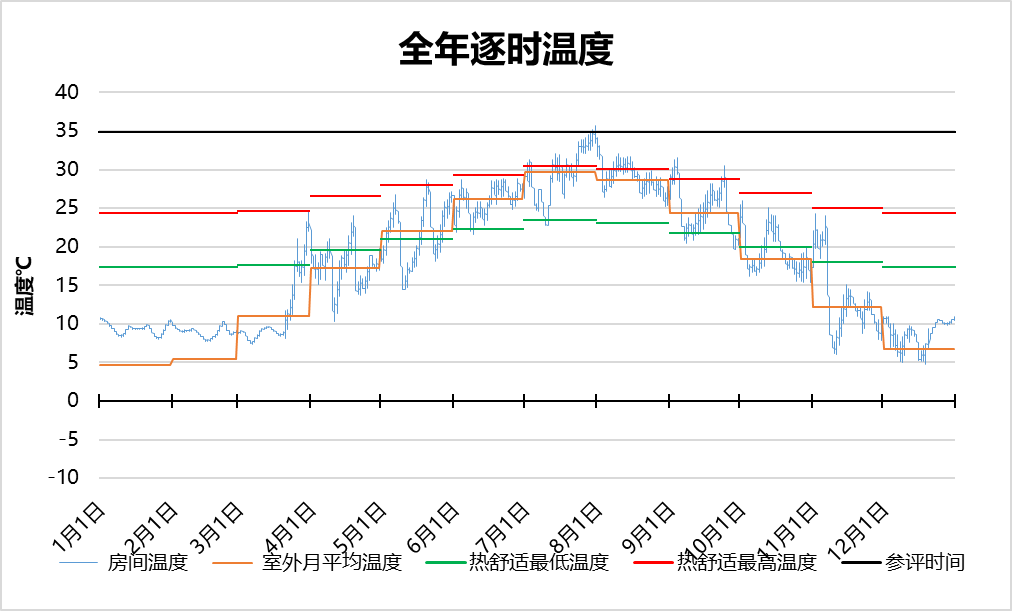 全年逐时温度
温度℃
40
35
30
25
20
15
10
5
0
-5
-10
1月1日
2月1日
3月1日
4月1日
5月1日
6月1日
7月1日
8月1日
9月1日
10月1日
11月1日
12月1日
房间温度 室外月平均温度 热舒适最低温度 热舒适最高温度 参评时间